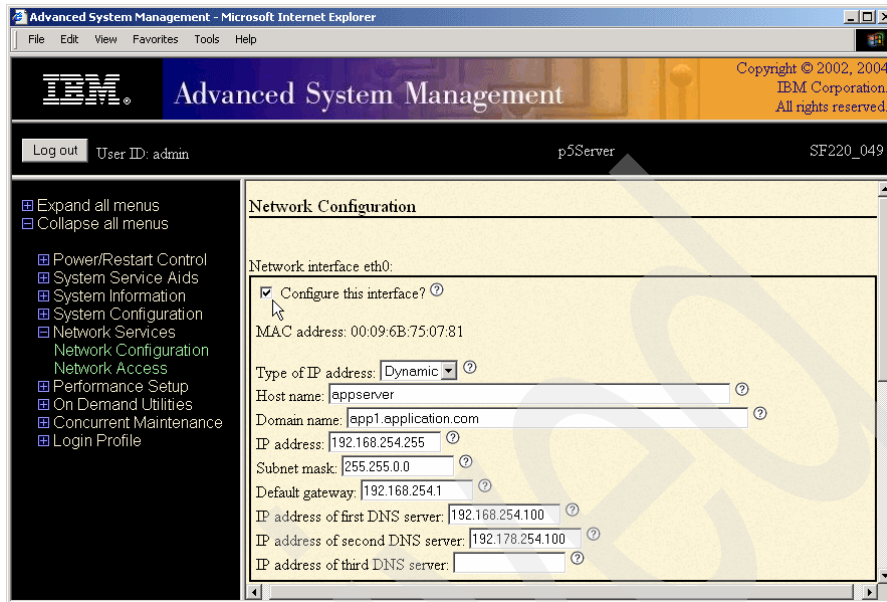 Advanced System Management - Microsoft Internet Explorer
File Edit View Favorites Tools Help
IBM®
Advanced System Management
Copyright © 2002, 2004
IBM Corporation.
All rights reserved.
Log out User ID: admin p5Server SF220_049
Expand all menus
Collapse all menus
Power/Restart Control
System Service Aids
System Information
System Configuration
Network Services
Network Configuration
Network Access
Performance Setup
On Demand Utilities
Concurrent Maintenance
Login Profile
Network Configuration
Network interface eth0:
Configure this interface? ?
MAC address: 00:09:6B:75:07:81
Type of IP address: Dynamic ?
Host name: appserver ?
Domain name: app1.application.com ?
IP address: 192.168.254.255 ?
Subnet mask: 255.255.0.0 ?
Default gateway: 192.168.254.1 ?
IP address of first DNS server: 192.168.254.100 ?
IP address of second DNS server: 192.178.254.100 ?
IP address of third DNS server: ?